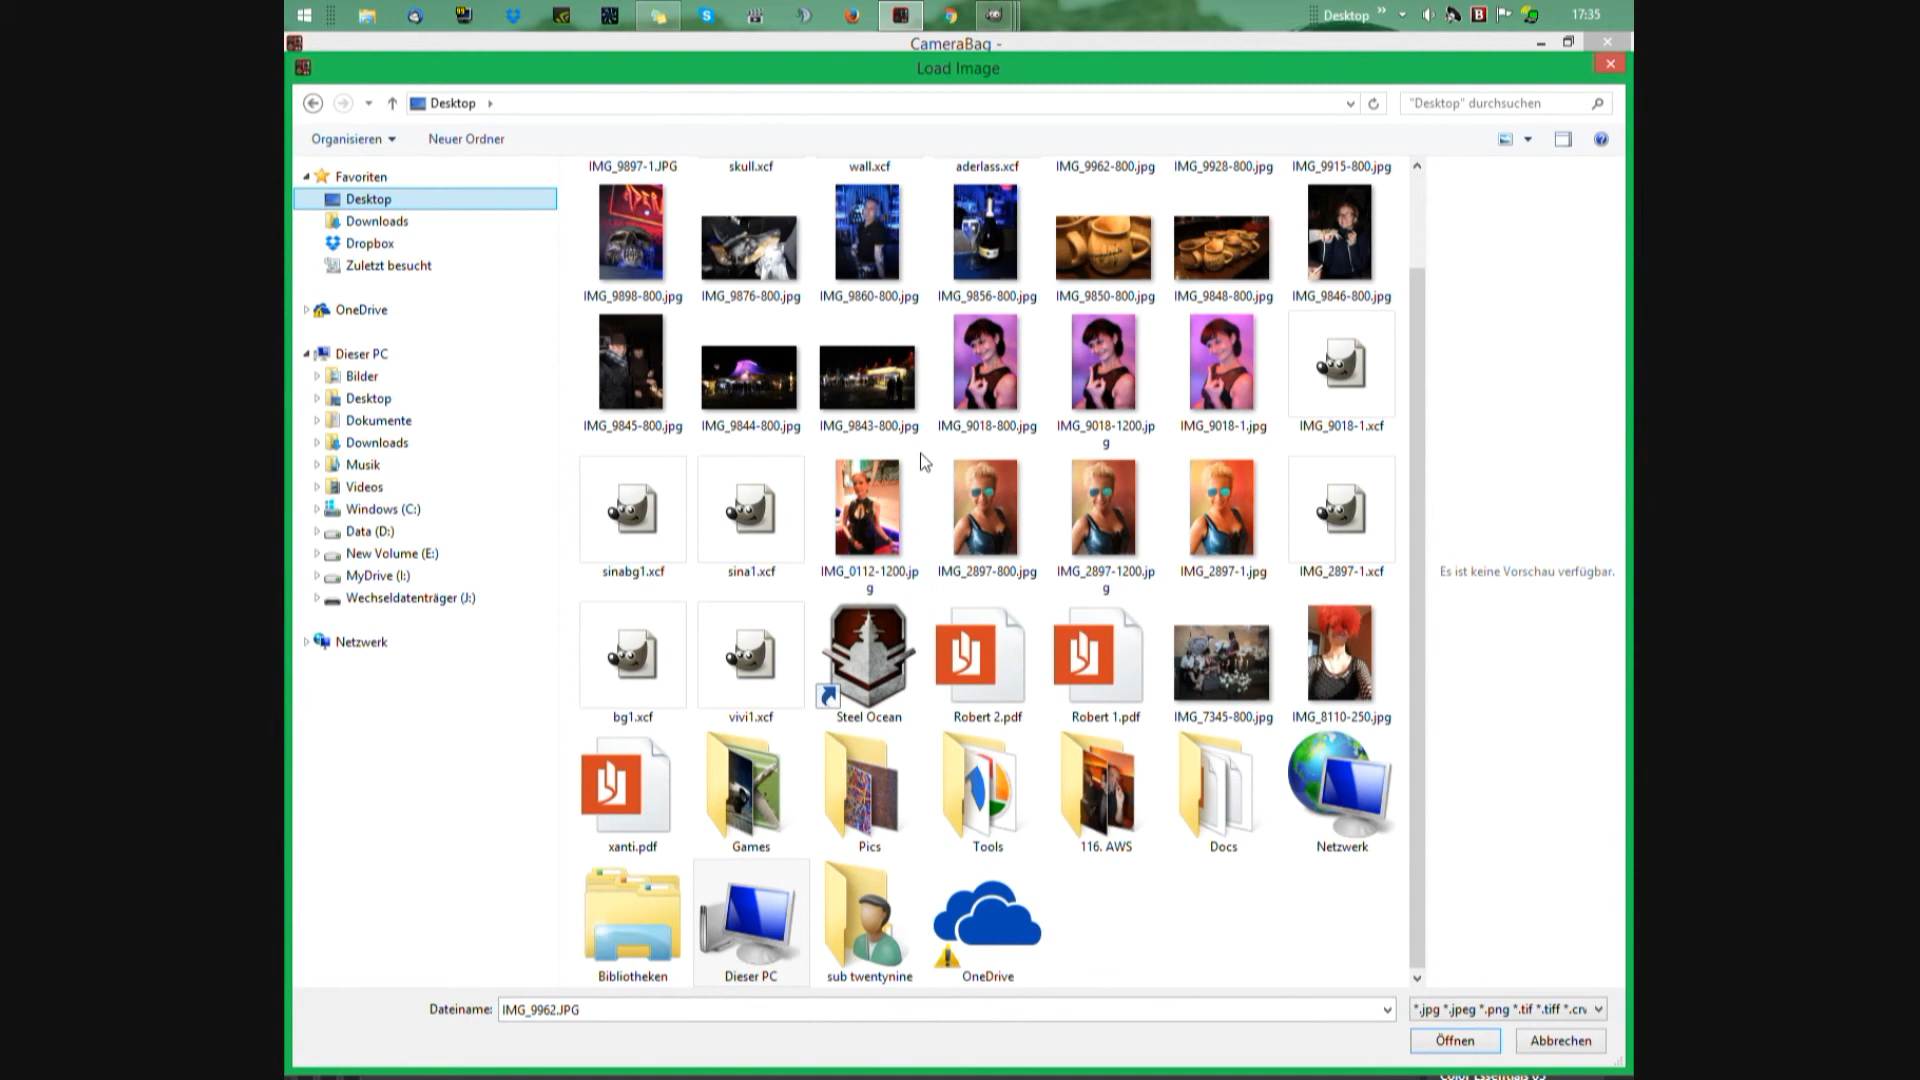 Desktop
17:35
CameraBag -
Load Image
Desktop
"Desktop" durchsuchen
Organisieren
Neuer Ordner
Favoriten
Desktop
Downloads
Dropbox
Zuletzt besucht
OneDrive
Dieser PC
Bilder
Desktop
Dokumente
Downloads
Musik
Videos
Windows (C:)
Data (D:)
New Volume (E:)
MyDrive (I:)
Wechseldatenträger (J:)
Netzwerk
IMG_9897-1.JPG skull.xcf wall.xcf aderlass.xcf IMG_9962-800.jpg IMG_9928-800.jpg IMG_9915-800.jpg
IMG_9898-800.jpg IMG_9876-800.jpg IMG_9860-800.jpg IMG_9856-800.jpg IMG_9850-800.jpg IMG_9848-800.jpg IMG_9846-800.jpg
IMG_9845-800.jpg IMG_9844-800.jpg IMG_9843-800.jpg IMG_9018-800.jpg IMG_9018-1200.jp IMG_9018-1.jpg IMG_9018-1.xcf
g
sinabg1.xcf sina1.xcf IMG_0112-1200.jp IMG_2897-800.jpg IMG_2897-1200.jp IMG_2897-1.jpg IMG_2897-1.xcf
g g
bg1.xcf vivi1.xcf Steel Ocean Robert 2.pdf Robert 1.pdf IMG_7345-800.jpg IMG_8110-250.jpg
xanti.pdf Games Pics Tools 116. AWS Docs Netzwerk
Bibliotheken Dieser PC sub twentynine OneDrive
Es ist keine Vorschau verfügbar.
Dateiname: IMG_9962.JPG
*.jpg *.jpeg *.png *.tif *.tiff *.crv
Öffnen Abbrechen